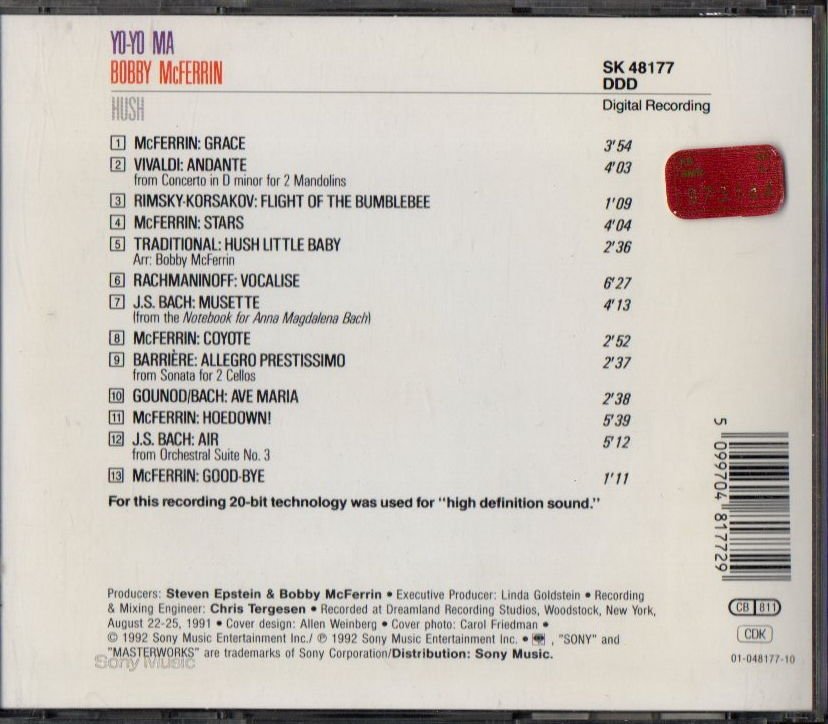 YO-YO MA
BOBBY McFERRIN
SK 48177
DDD
HUSH
Digital Recording
1 McFERRIN: GRACE 3'54
2 VIVALDI: ANDANTE 4'03
from Concerto in D minor for 2 Mandolins
3 RIMSKY-KORSAKOV: FLIGHT OF THE BUMBLEBEE 1'09
4 McFERRIN: STARS 4'04
5 TRADITIONAL: HUSH LITTLE BABY 2'36
Arr: Bobby McFerrin
6 RACHMANINOFF: VOCALISE 6'27
7 J.S. BACH: MUSETTE 4'13
(from the Notebook for Anna Magdalena Bach)
8 McFERRIN: COYOTE 2'52
9 BARRIÈRE: ALLEGRO PRESTISSIMO 2'37
from Sonata for 2 Cellos
10 GOUNOD/BACH: AVE MARIA 2'38
11 McFERRIN: HOEDOWN! 5'39
12 J.S. BACH: AIR 5'12
from Orchestral Suite No. 3
13 McFERRIN: GOOD-BYE 1'11
For this recording 20-bit technology was used for "high definition sound."
5 099704 817729
Producers: Steven Epstein & Bobby McFerrin • Executive Producer: Linda Goldstein • Recording
& Mixing Engineer: Chris Tergesen • Recorded at Dreamland Recording Studios, Woodstock, New York,
August 22-25, 1991 • Cover design: Allen Weinberg • Cover photo: Carol Friedman •
© 1992 Sony Music Entertainment Inc./ ℗ 1992 Sony Music Entertainment Inc. • , "SONY" and
"MASTERWORKS" are trademarks of Sony Corporation/Distribution: Sony Music.
Sony Music
CB 811
CDK
01-048177-10